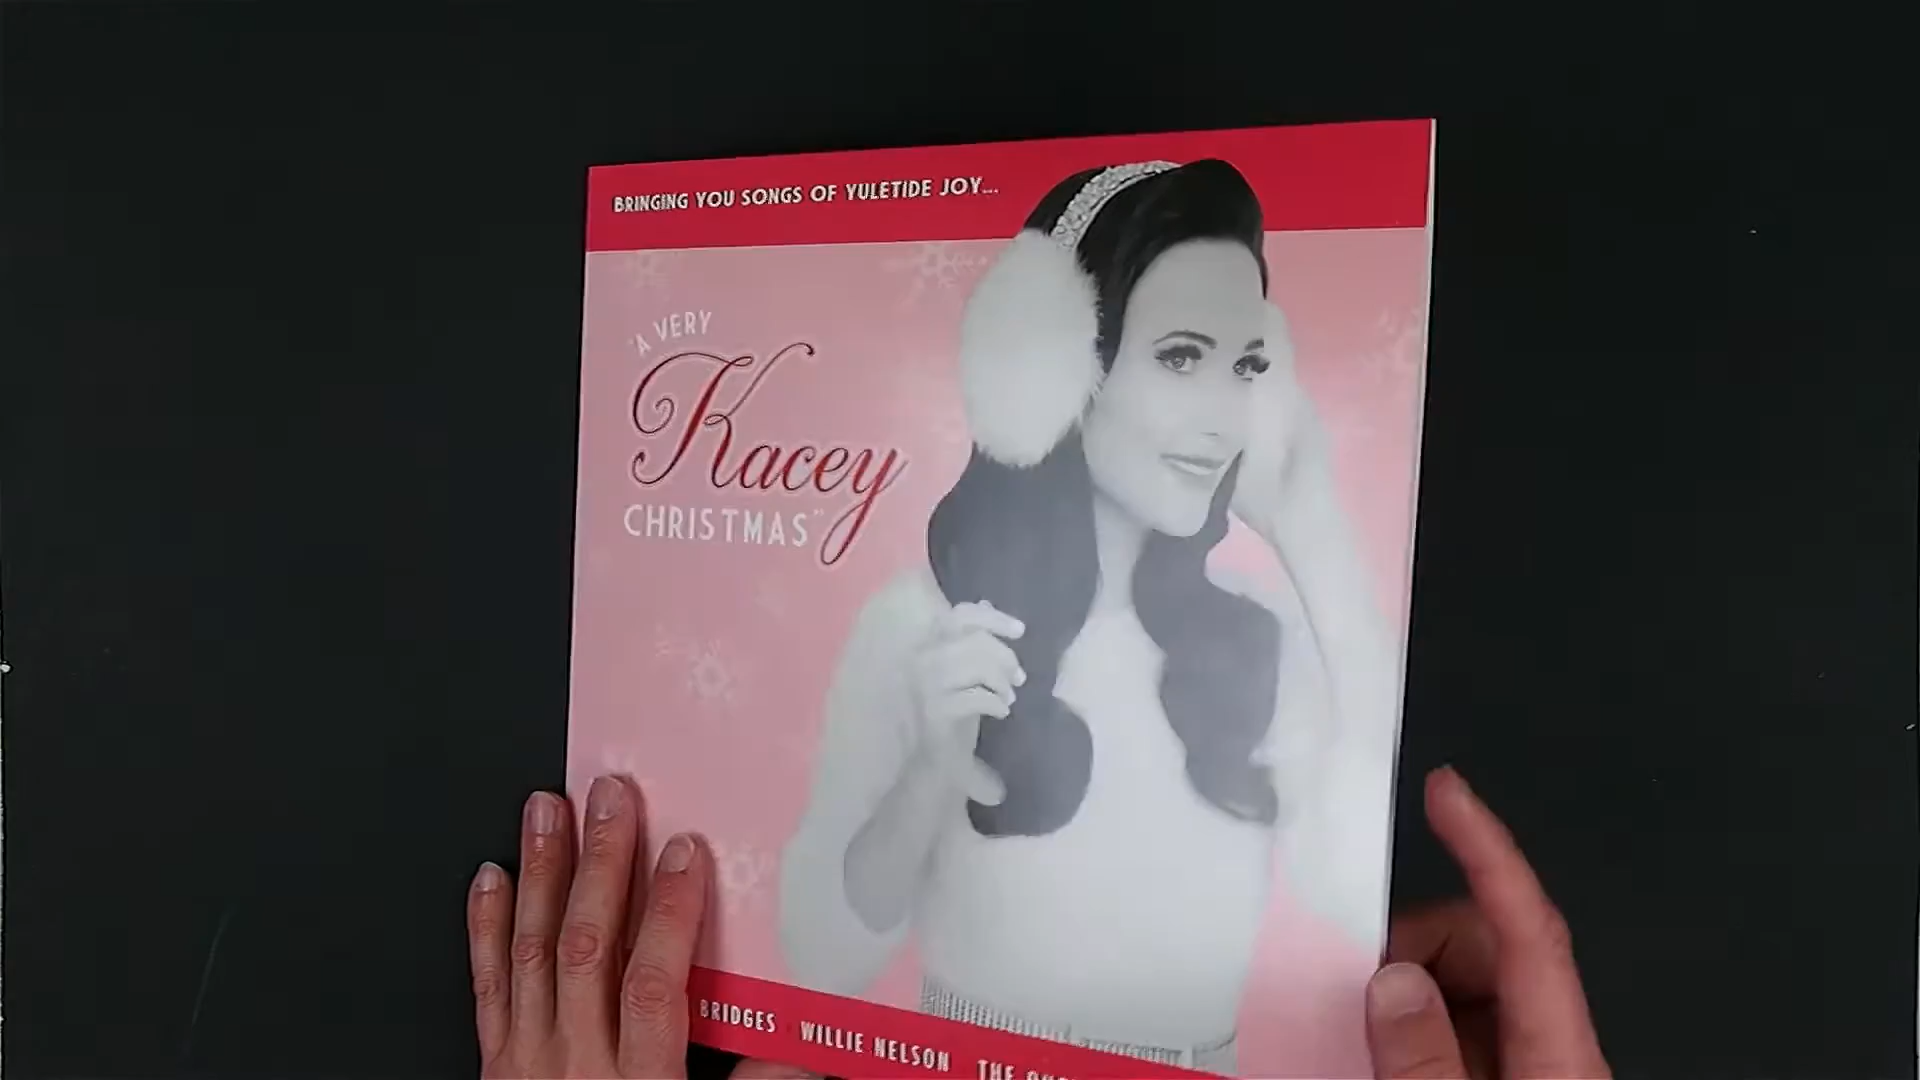 BRINGING YOU SONGS OF YULETIDE JOY...
"A VERY
Kacey
CHRISTMAS"
BRIDGES WILLIE NELSON THE